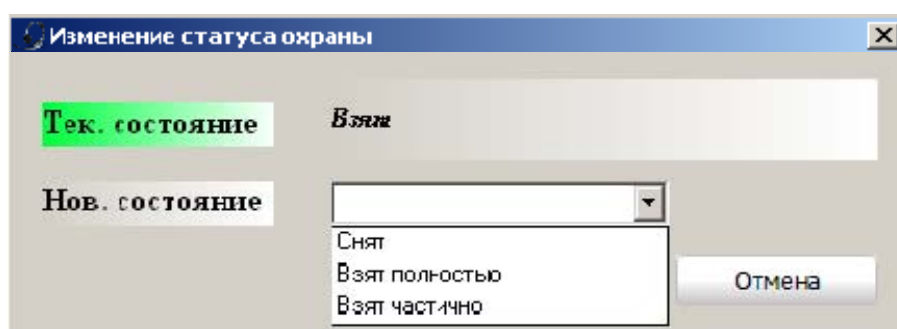 Изменение статуса охраны
Тек. состояние
Взят
Нов. состояние
Снят
Взят полностью
Взят частично
Отмена